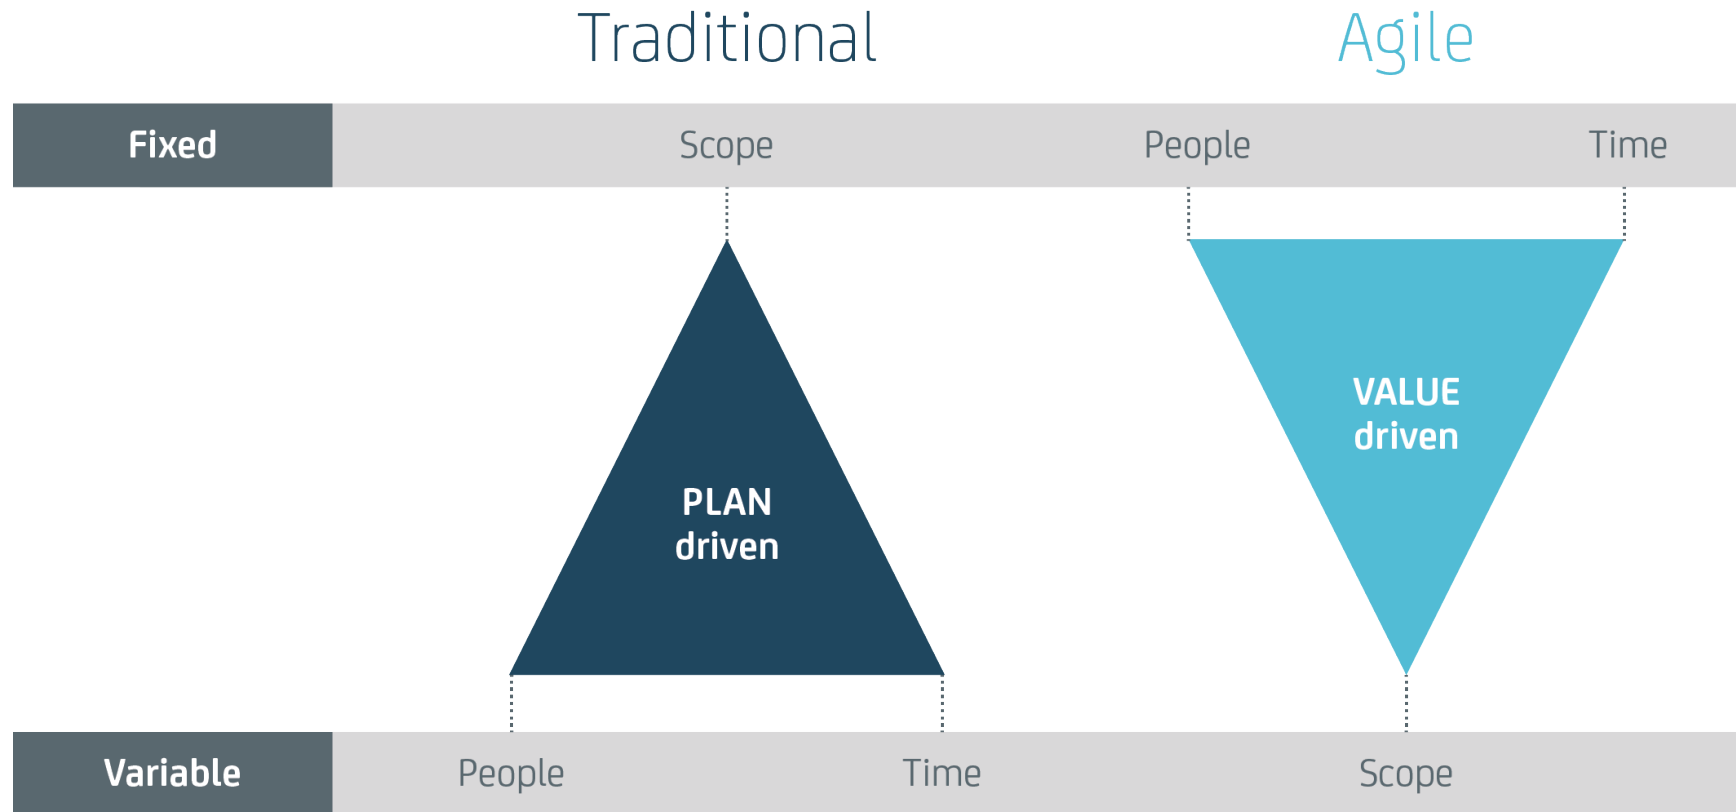 Traditional
Agile
Fixed
Scope
People
Time
PLAN
driven
VALUE
driven
Variable
People
Time
Scope